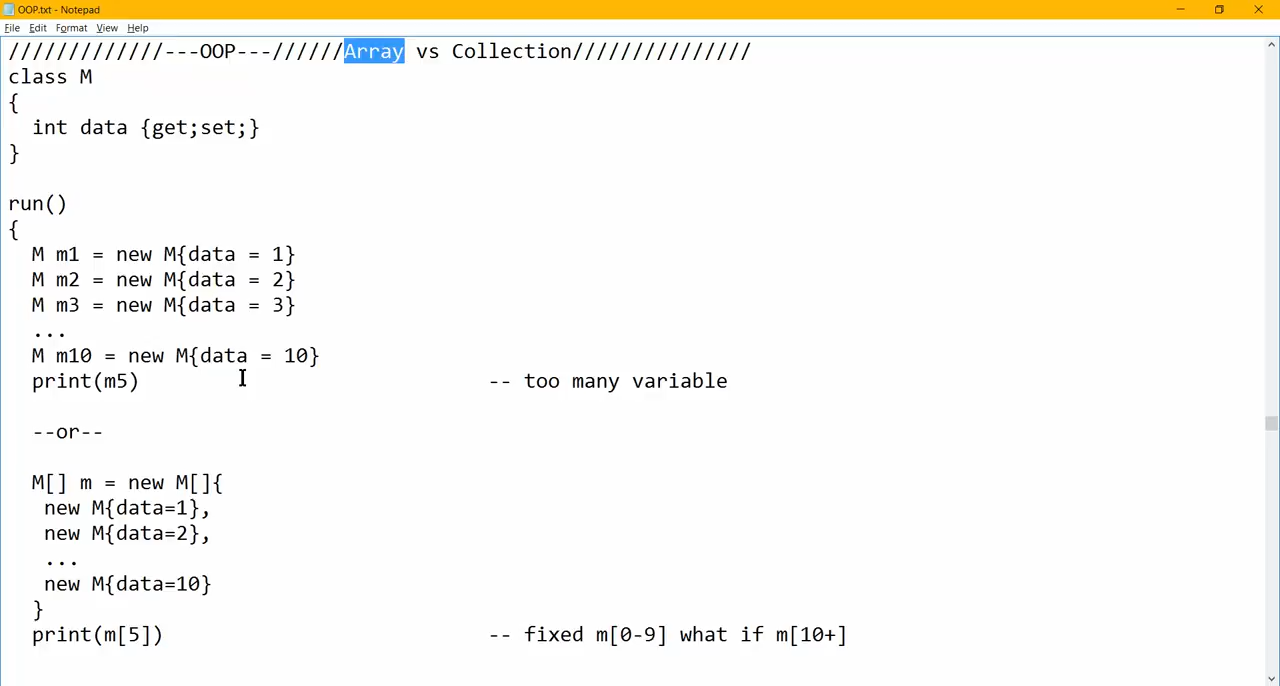 OOP.txt - Notepad
File Edit Format View Help
/////////////---OOP---//////Array vs Collection///////////////
class M
{
  int data {get;set;}
}
run()
{
  M m1 = new M{data = 1}
  M m2 = new M{data = 2}
  M m3 = new M{data = 3}
  ...
  M m10 = new M{data = 10}
  print(m5) -- too many variable
  --or--
  M[] m = new M[]{
   new M{data=1},
   new M{data=2},
   ...
   new M{data=10}
  }
  print(m[5]) -- fixed m[0-9] what if m[10+]